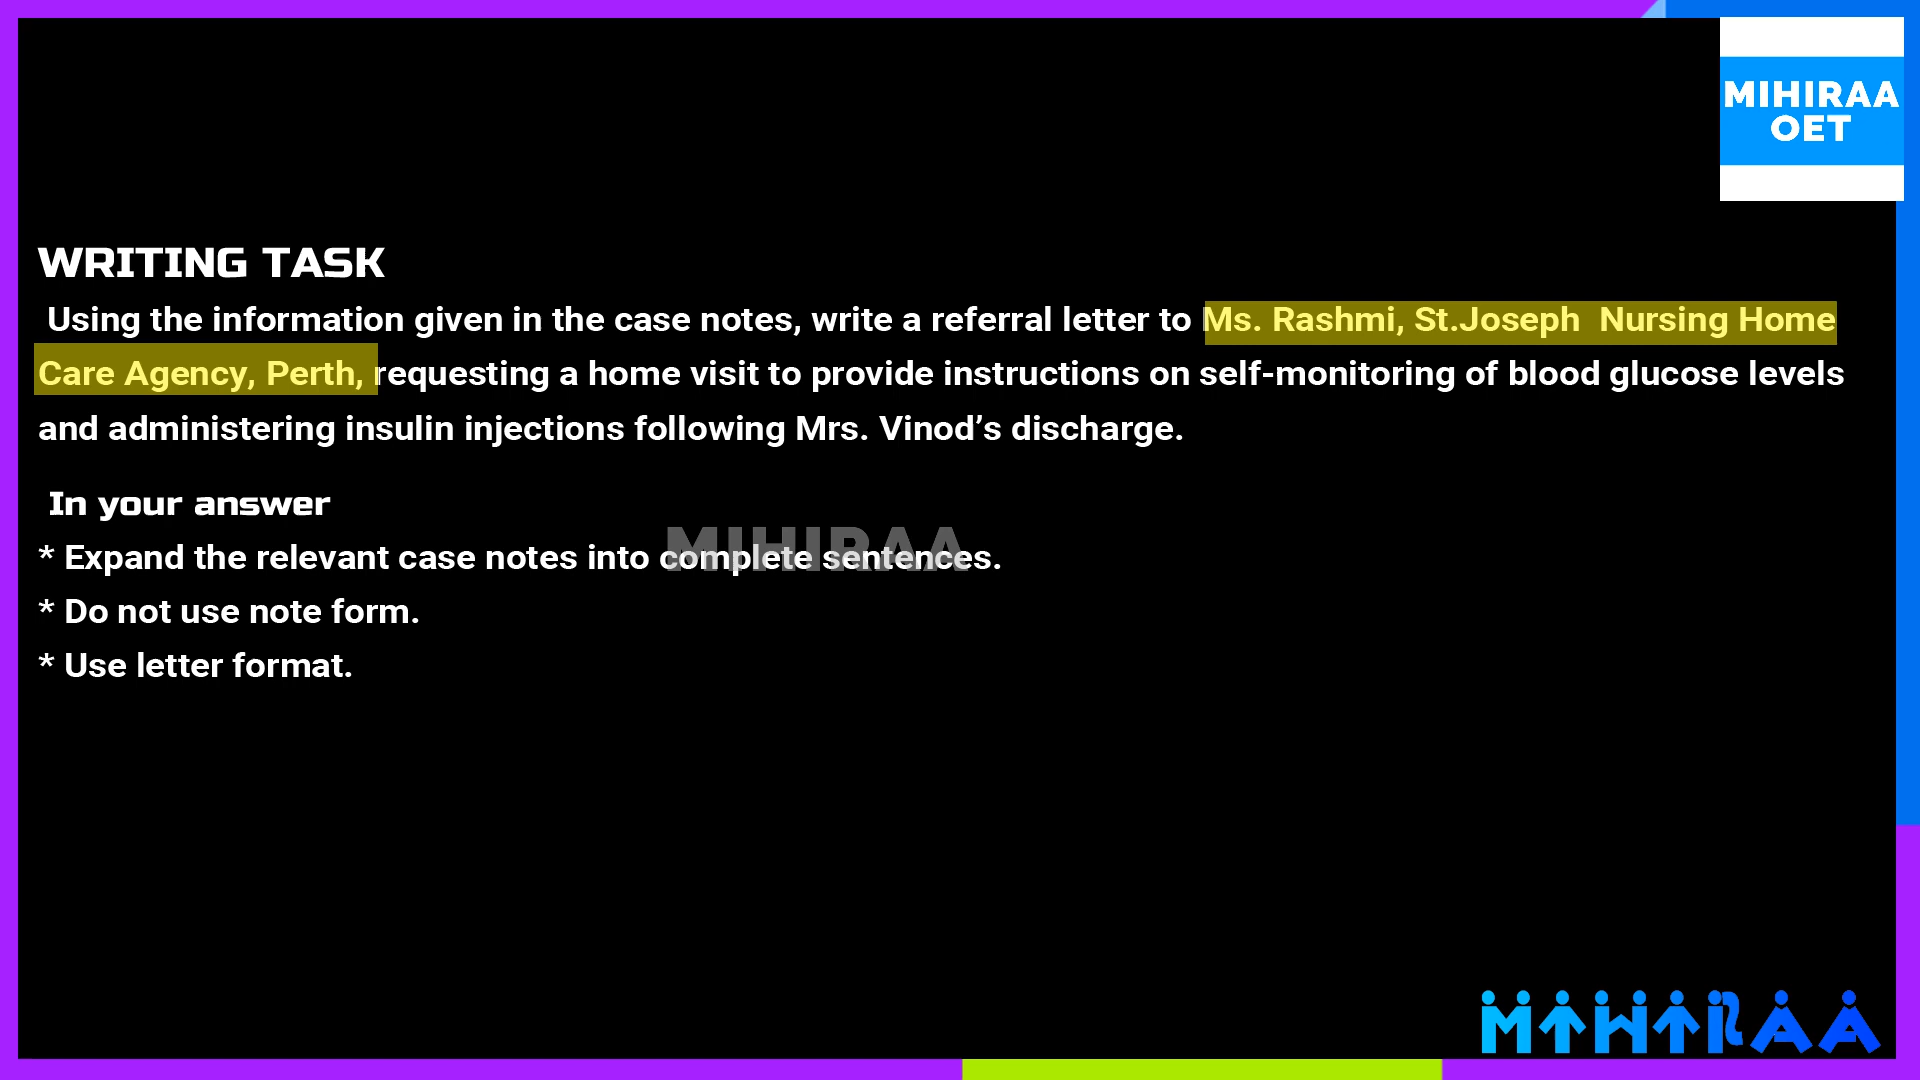 MIHIRAA
OET
WRITING TASK
Using the information given in the case notes, write a referral letter to Ms. Rashmi, St.Joseph  Nursing Home
Care Agency, Perth, requesting a home visit to provide instructions on self-monitoring of blood glucose levels
and administering insulin injections following Mrs. Vinod’s discharge.
In your answer
* Expand the relevant case notes into complete sentences.
MIHIRAA
* Do not use note form.
* Use letter format.
MIHIRAA